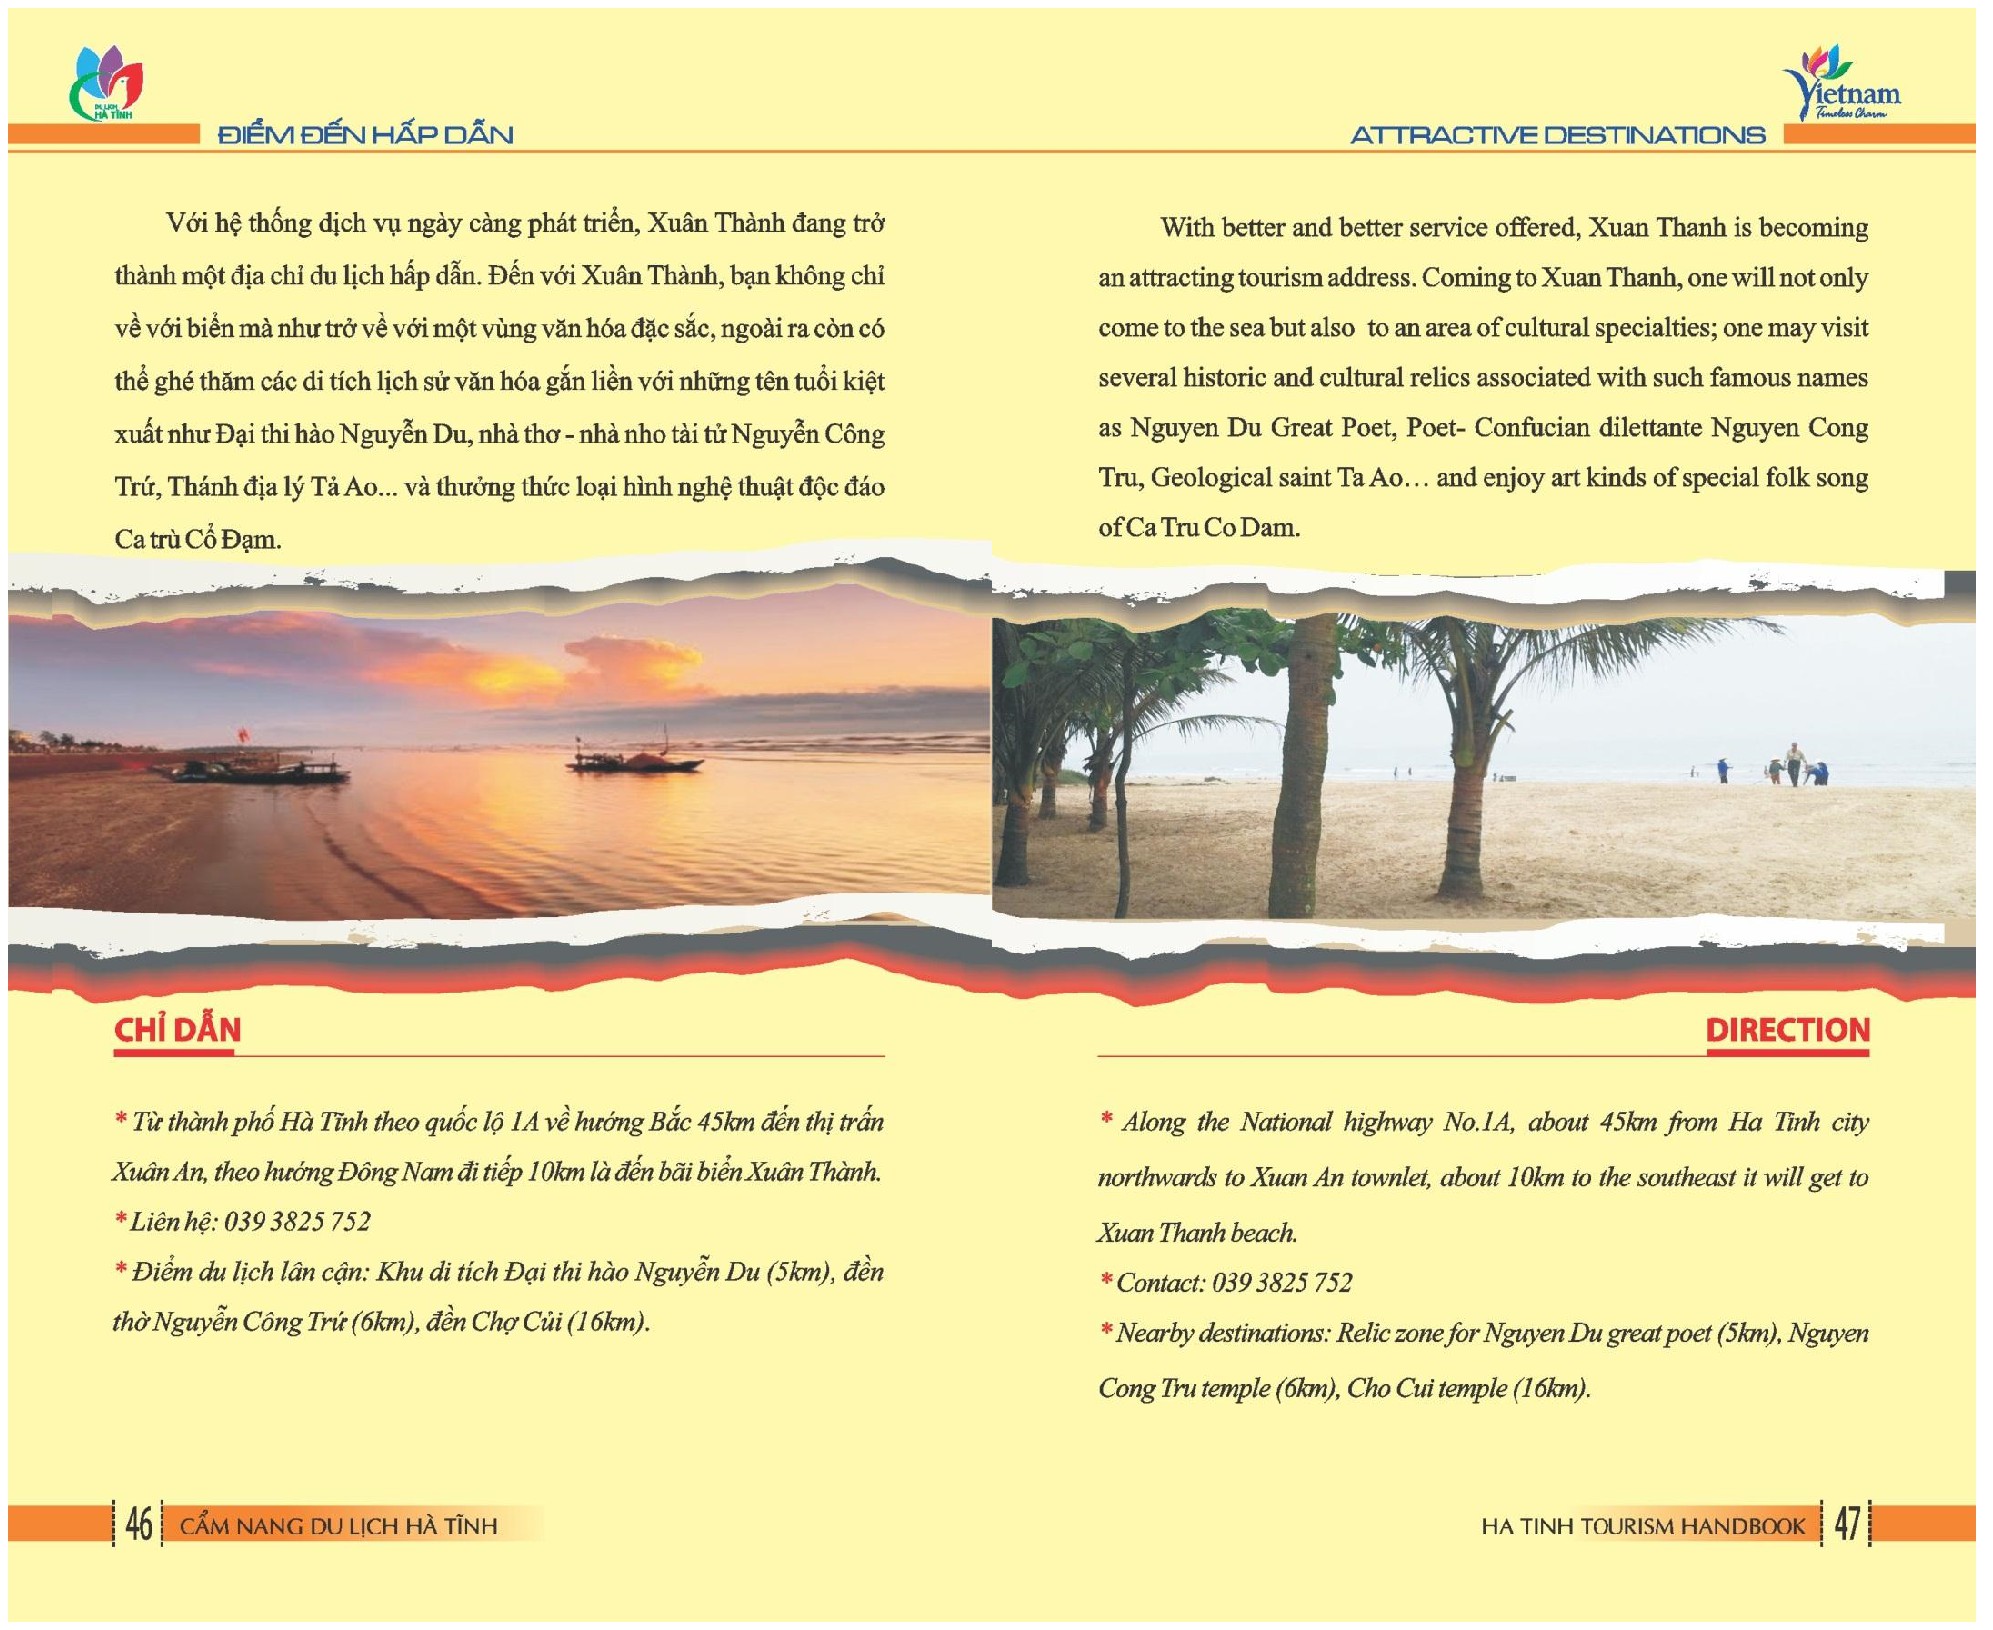 DU LỊCH
HÀ TĨNH
ĐIỂM ĐẾN HẤP DẪN
Với hệ thống dịch vụ ngày càng phát triển, Xuân Thành đang trở
thành một địa chỉ du lịch hấp dẫn. Đến với Xuân Thành, bạn không chỉ
về với biển mà như trở về với một vùng văn hóa đặc sắc, ngoài ra còn có
thể ghé thăm các di tích lịch sử văn hóa gắn liền với những tên tuổi kiệt
xuất như Đại thi hào Nguyễn Du, nhà thơ - nhà nho tài tử Nguyễn Công
Trứ, Thánh địa lý Tả Ao... và thưởng thức loại hình nghệ thuật độc đáo
Ca trù Cổ Đạm.
CHỈ DẪN
* Từ thành phố Hà Tĩnh theo quốc lộ 1A về hướng Bắc 45km đến thị trấn
Xuân An, theo hướng Đông Nam đi tiếp 10km là đến bãi biển Xuân Thành.
* Liên hệ: 039 3825 752
* Điểm du lịch lân cận: Khu di tích Đại thi hào Nguyễn Du (5km), đền
thờ Nguyễn Công Trứ (6km), đền Chợ Củi (16km).
46 CẨM NANG DU LỊCH HÀ TĨNH
Vietnam
Timeless Charm
ATTRACTIVE DESTINATIONS
With better and better service offered, Xuan Thanh is becoming
an attracting tourism address. Coming to Xuan Thanh, one will not only
come to the sea but also to an area of cultural specialties; one may visit
several historic and cultural relics associated with such famous names
as Nguyen Du Great Poet, Poet- Confucian dilettante Nguyen Cong
Tru, Geological saint Ta Ao… and enjoy art kinds of special folk song
of Ca Tru Co Dam.
DIRECTION
* Along the National highway No.1A, about 45km from Ha Tinh city
northwards to Xuan An townlet, about 10km to the southeast it will get to
Xuan Thanh beach.
* Contact: 039 3825 752
* Nearby destinations: Relic zone for Nguyen Du great poet (5km), Nguyen
Cong Tru temple (6km), Cho Cui temple (16km).
HA TINH TOURISM HANDBOOK 47